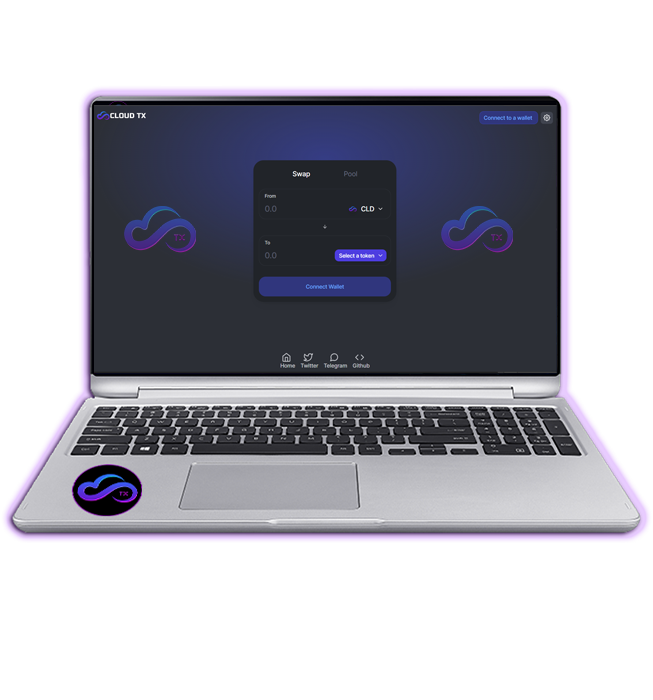 CLOUD TX
Connect to a wallet
Swap Pool
From
0.0 CLD
To
0.0 Select a token
Connect Wallet
TX
TX
Home Twitter Telegram Github
TX